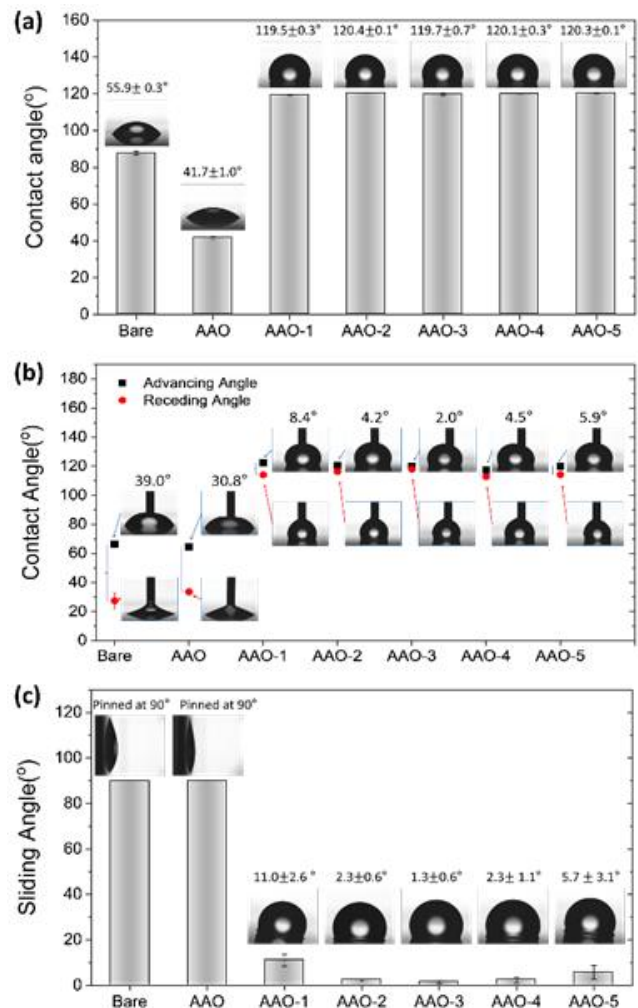 (a)
160
140
120
100
80
60
40
20
0
Contact angle(°)
55.9± 0.3°
41.7±1.0°
119.5±0.3° 120.4±0.1° 119.7±0.7° 120.1±0.3° 120.3±0.1°
Bare AAO AAO-1 AAO-2 AAO-3 AAO-4 AAO-5
(b)
180
160
140
120
100
80
60
40
20
0
Contact Angle(°)
Advancing Angle
Receding Angle
39.0° 30.8° 8.4° 4.2° 2.0° 4.5° 5.9°
Bare AAO AAO-1 AAO-2 AAO-3 AAO-4 AAO-5
(c)
120
100
80
60
40
20
0
Sliding Angle(°)
Pinned at 90° Pinned at 90°
11.0±2.6 ° 2.3±0.6° 1.3±0.6° 2.3± 1.1° 5.7 ± 3.1°
Bare AAO AAO-1 AAO-2 AAO-3 AAO-4 AAO-5